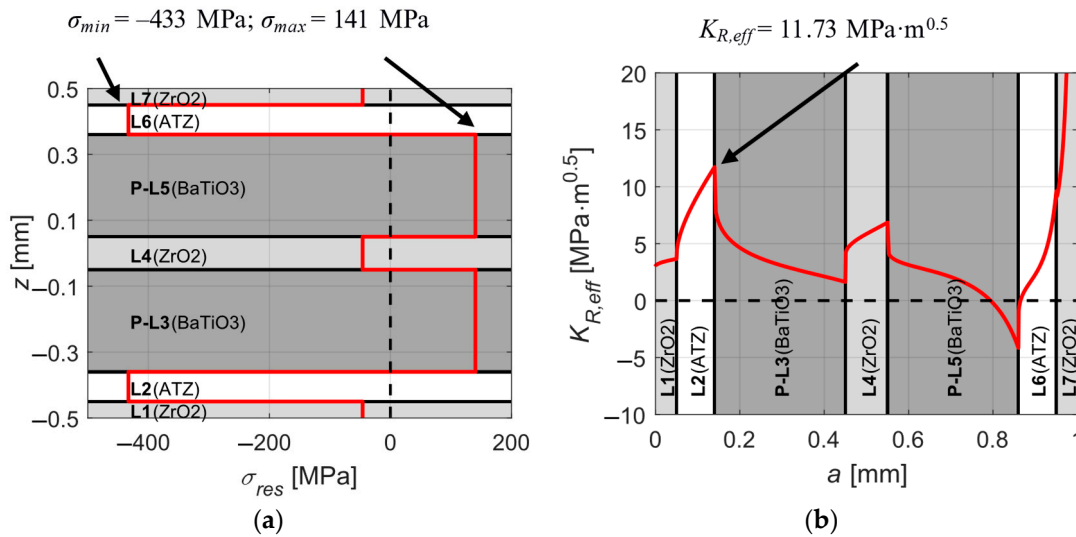 σmin = –433 MPa; σmax = 141 MPa
KR,eff = 11.73 MPa·m0.5
0.5
0.3
0.1
−0.1
−0.3
−0.5
z [mm]
L7(ZrO2)
L6(ATZ)
P-L5(BaTiO3)
L4(ZrO2)
P-L3(BaTiO3)
L2(ATZ)
L1(ZrO2)
−400
−200
0
200
σres [MPa]
(a)
20
15
10
5
0
−5
−10
KR,eff [MPa·m0.5]
L1(ZrO2)
L2(ATZ)
P-L3(BaTiO3)
L4(ZrO2)
P-L5(BaTiO3)
L6(ATZ)
L7(ZrO2)
0
0.2
0.4
0.6
0.8
1
a [mm]
(b)